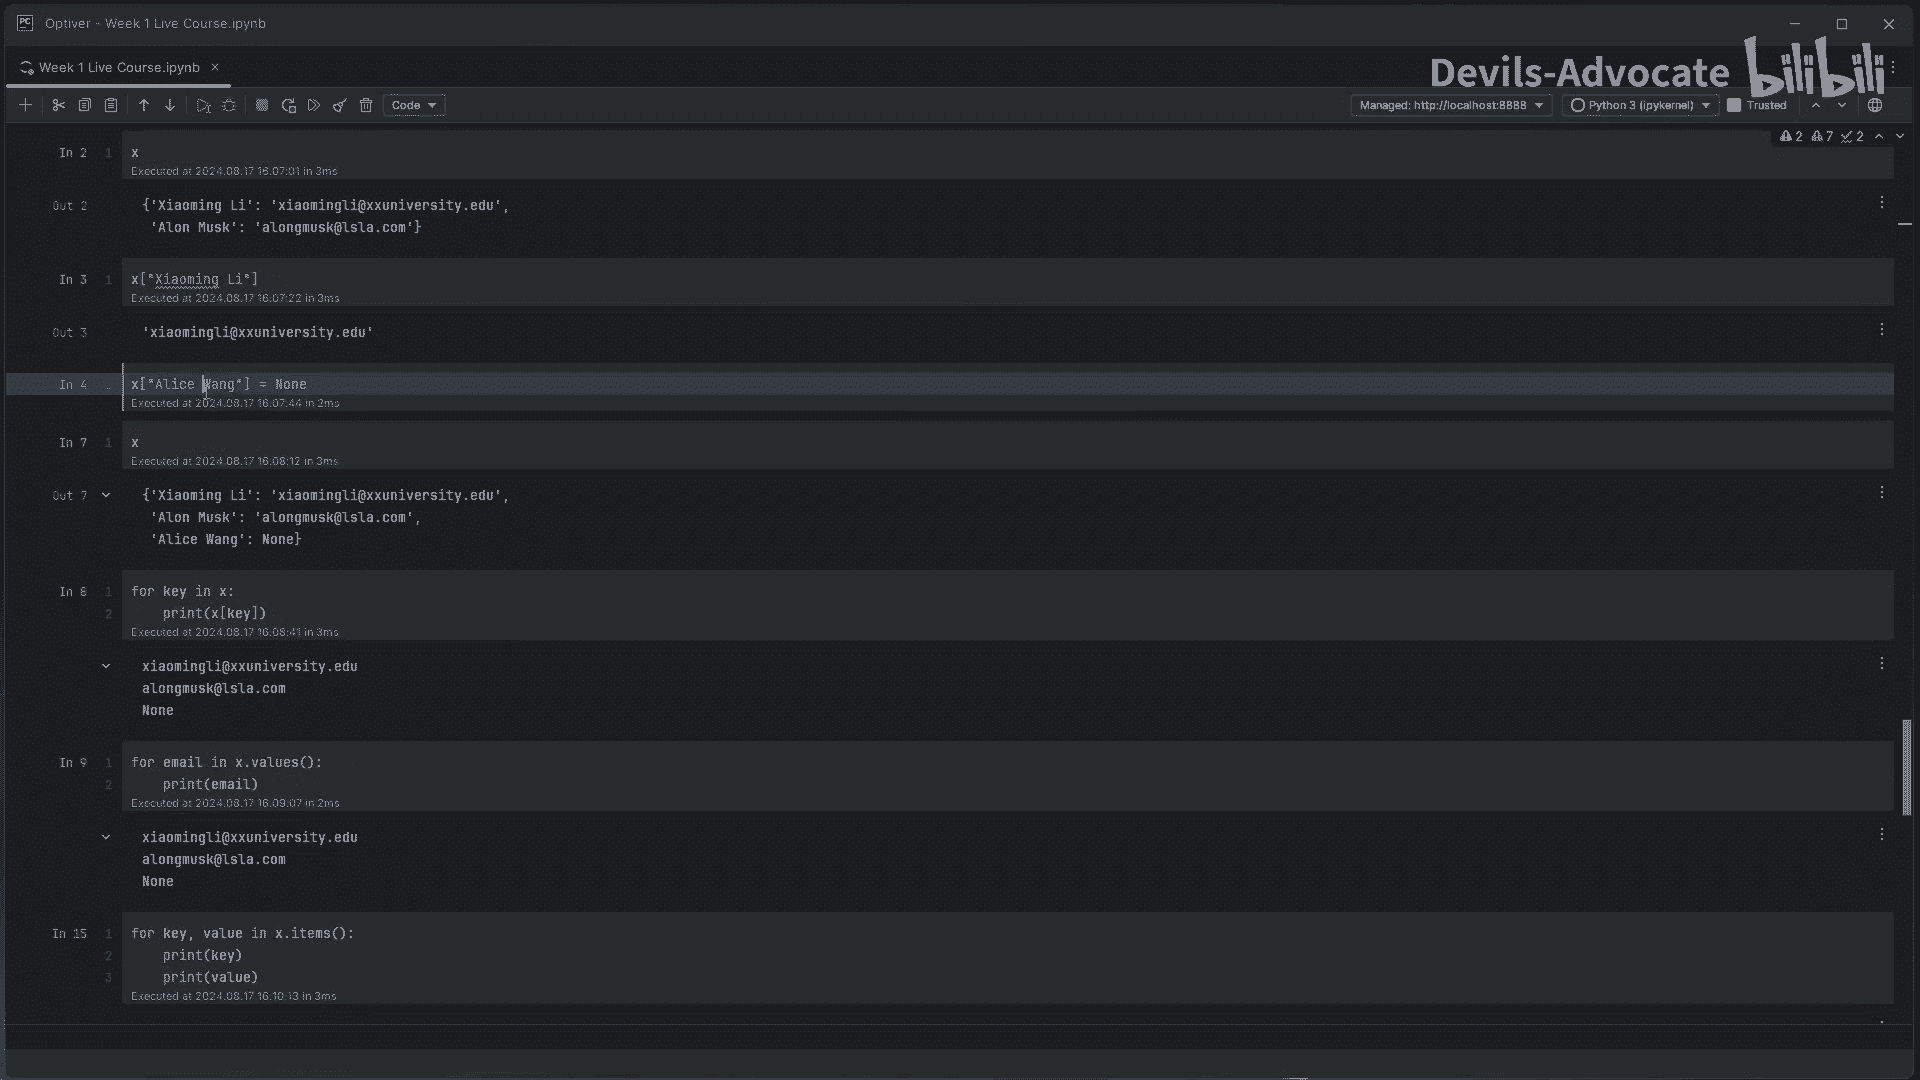 PC Optiver - Week 1 Live Course.ipynb
Week 1 Live Course.ipynb
Devils-Advocate bilibili
Code
Managed: http://localhost:8888
Python 3 (ipykernel)
Trusted
2 7 2
In 2 1 x
Executed at 2024.08.17 16:07:01 in 3ms
Out 2 {'Xiaoming Li': 'xiaomingli@xxuniversity.edu',
'Alon Musk': 'alongmusk@lsla.com'}
In 3 1 x["Xiaoming Li"]
Executed at 2024.08.17 16:07:22 in 3ms
Out 3 'xiaomingli@xxuniversity.edu'
In 4 x["Alice Wang"] = None
Executed at 2024.08.17 16:07:44 in 2ms
In 7 1 x
Executed at 2024.08.17 16:08:12 in 3ms
Out 7 {'Xiaoming Li': 'xiaomingli@xxuniversity.edu',
'Alon Musk': 'alongmusk@lsla.com',
'Alice Wang': None}
In 8 1 for key in x:
2 print(x[key])
Executed at 2024.08.17 16:08:41 in 3ms
xiaomingli@xxuniversity.edu
alongmusk@lsla.com
None
In 9 1 for email in x.values():
2 print(email)
Executed at 2024.08.17 16:09:07 in 2ms
xiaomingli@xxuniversity.edu
alongmusk@lsla.com
None
In 15 1 for key, value in x.items():
2 print(key)
3 print(value)
Executed at 2024.08.17 16:10:13 in 3ms